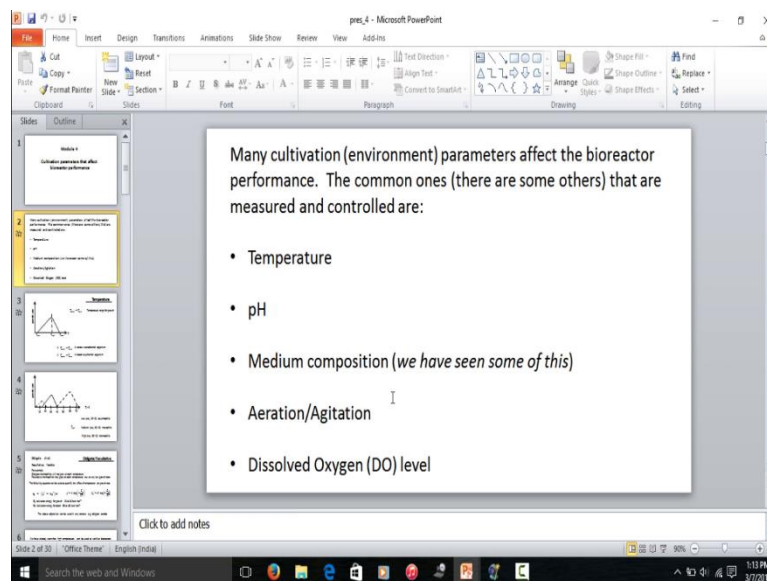 pres_4 - Microsoft PowerPoint
File Home Insert Design Transitions Animations Slide Show Review View Add-Ins
Cut
Copy
Format Painter
Paste
Clipboard
New Slide
Layout
Reset
Section
Slides
Font
Text Direction
Align Text
Convert to SmartArt
Paragraph
Arrange
Quick Styles
Shape Fill
Shape Outline
Shape Effects
Drawing
Find
Replace
Select
Editing
Slides Outline
1
Module 4
Cultivation parameters that affect
bioreactor performance
2
3
Temperature
4
5
6
Many cultivation (environment) parameters affect the bioreactor
performance. The common ones (there are some others) that are
measured and controlled are:
• Temperature
• pH
• Medium composition (we have seen some of this)
• Aeration/Agitation
• Dissolved Oxygen (DO) level
Click to add notes
Slide 2 of 30 "Office Theme" English (India) 90%
Search the web and Windows
1:13 PM